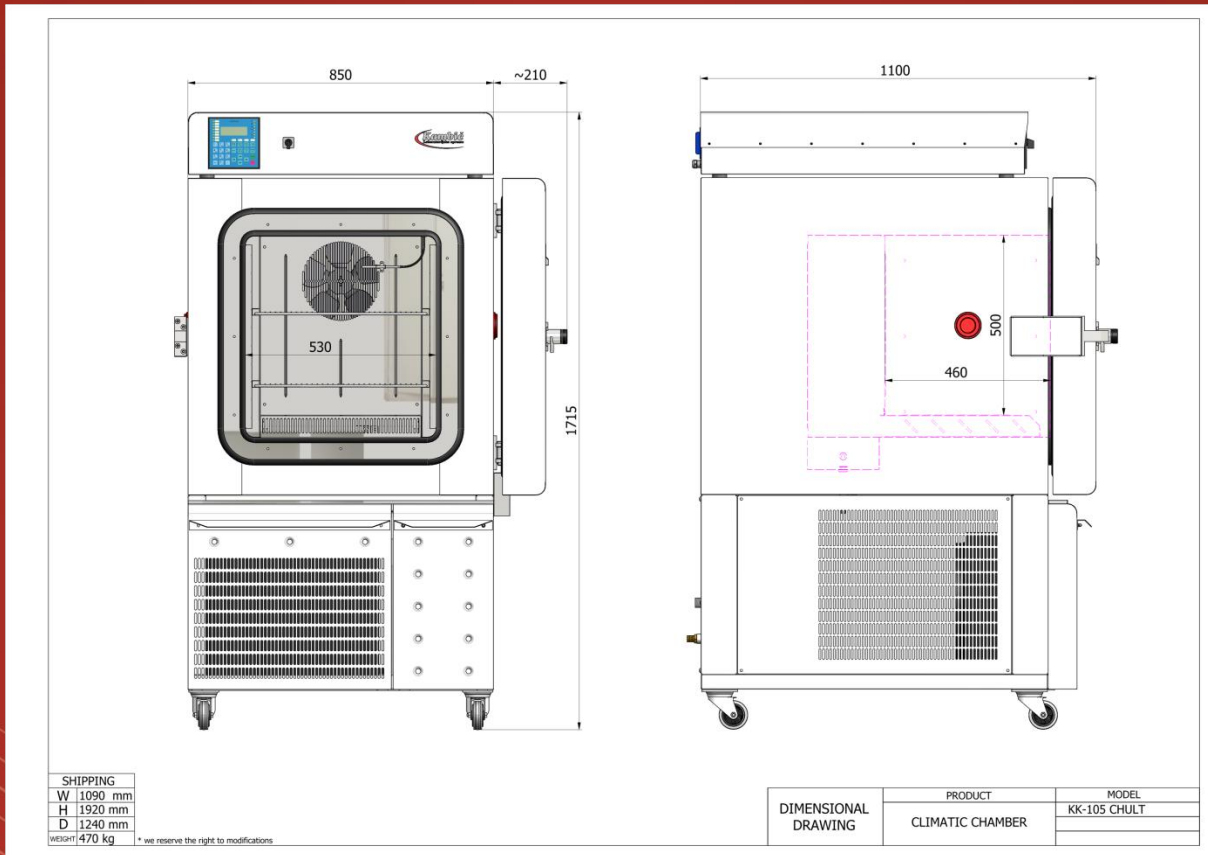 850
~210
1100
Kambič
530
1715
500
460
SHIPPING
W 1090 mm
H 1920 mm
D 1240 mm
WEIGHT 470 kg
* we reserve the right to modifications
DIMENSIONAL
DRAWING
PRODUCT
CLIMATIC CHAMBER
MODEL
KK-105 CHULT